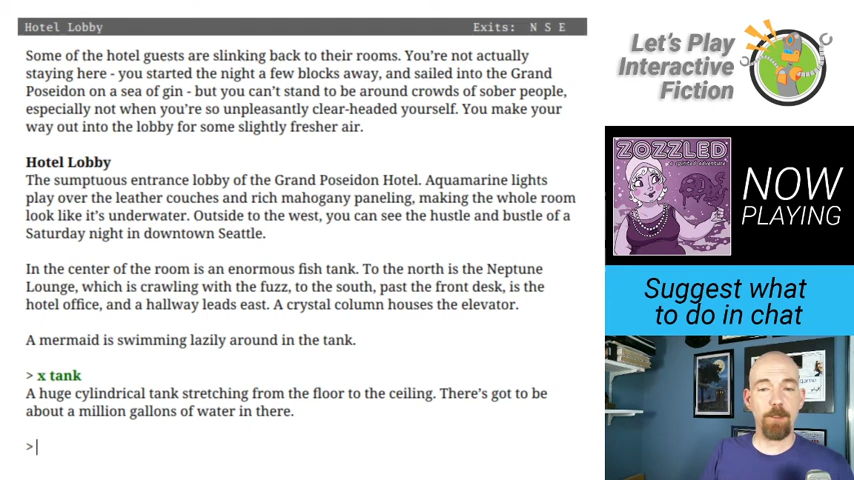 Hotel Lobby Exits: N S E
Some of the hotel guests are slinking back to their rooms. You're not actually
staying here - you started the night a few blocks away, and sailed into the Grand
Poseidon on a sea of gin - but you can't stand to be around crowds of sober people,
especially not when you're so unpleasantly clear-headed yourself. You make your
way out into the lobby for some slightly fresher air.
Hotel Lobby
The sumptuous entrance lobby of the Grand Poseidon Hotel. Aquamarine lights
play over the leather couches and rich mahogany paneling, making the whole room
look like it's underwater. Outside to the west, you can see the hustle and bustle of a
Saturday night in downtown Seattle.
In the center of the room is an enormous fish tank. To the north is the Neptune
Lounge, which is crawling with the fuzz, to the south, past the front desk, is the
hotel office, and a hallway leads east. A crystal column houses the elevator.
A mermaid is swimming lazily around in the tank.
> x tank
A huge cylindrical tank stretching from the floor to the ceiling. There's got to be
about a million gallons of water in there.
>
Let's Play
Interactive
Fiction
ZOZZLED
a spirited adventure
NOW
PLAYING
Suggest what
to do in chat